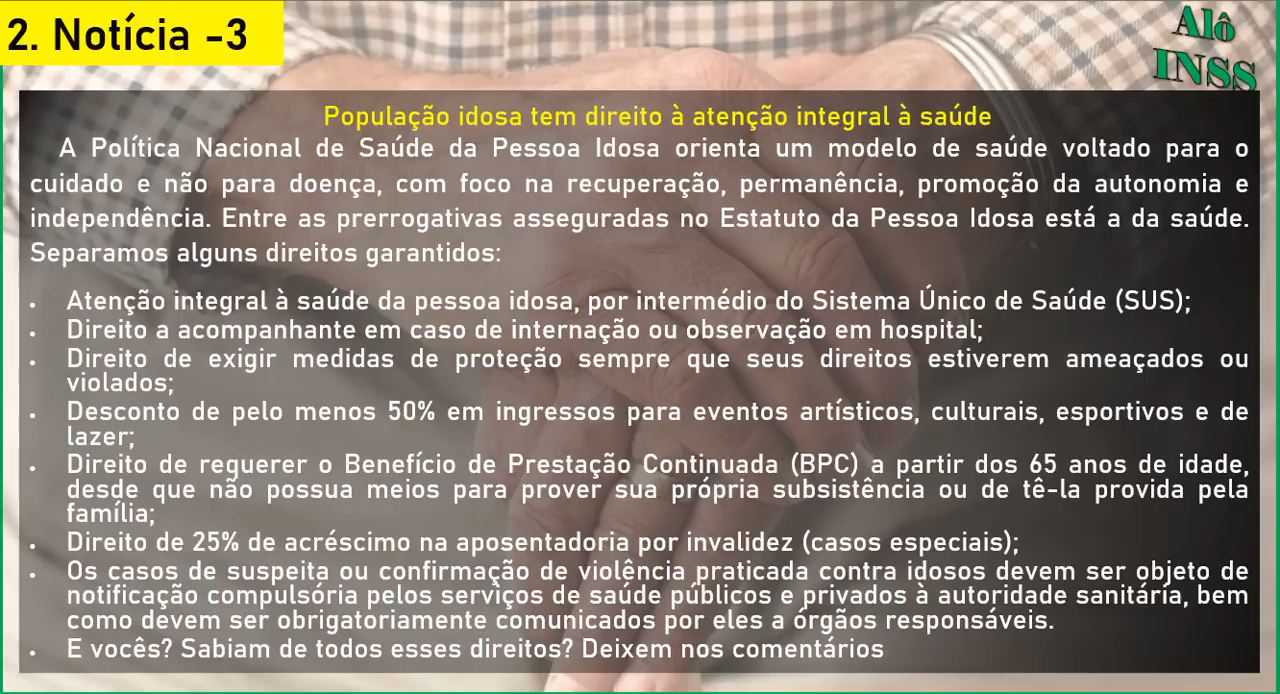 2. Notícia -3
Alô
INSS
População idosa tem direito à atenção integral à saúde
A Política Nacional de Saúde da Pessoa Idosa orienta um modelo de saúde voltado para o
cuidado e não para doença, com foco na recuperação, permanência, promoção da autonomia e
independência. Entre as prerrogativas asseguradas no Estatuto da Pessoa Idosa está a da saúde.
Separamos alguns direitos garantidos:
• Atenção integral à saúde da pessoa idosa, por intermédio do Sistema Único de Saúde (SUS);
• Direito a acompanhante em caso de internação ou observação em hospital;
• Direito de exigir medidas de proteção sempre que seus direitos estiverem ameaçados ou
violados;
• Desconto de pelo menos 50% em ingressos para eventos artísticos, culturais, esportivos e de
lazer;
• Direito de requerer o Benefício de Prestação Continuada (BPC) a partir dos 65 anos de idade,
desde que não possua meios para prover sua própria subsistência ou de tê-la provida pela
família;
• Direito de 25% de acréscimo na aposentadoria por invalidez (casos especiais);
• Os casos de suspeita ou confirmação de violência praticada contra idosos devem ser objeto de
notificação compulsória pelos serviços de saúde públicos e privados à autoridade sanitária, bem
como devem ser obrigatoriamente comunicados por eles a órgãos responsáveis.
• E vocês? Sabiam de todos esses direitos? Deixem nos comentários